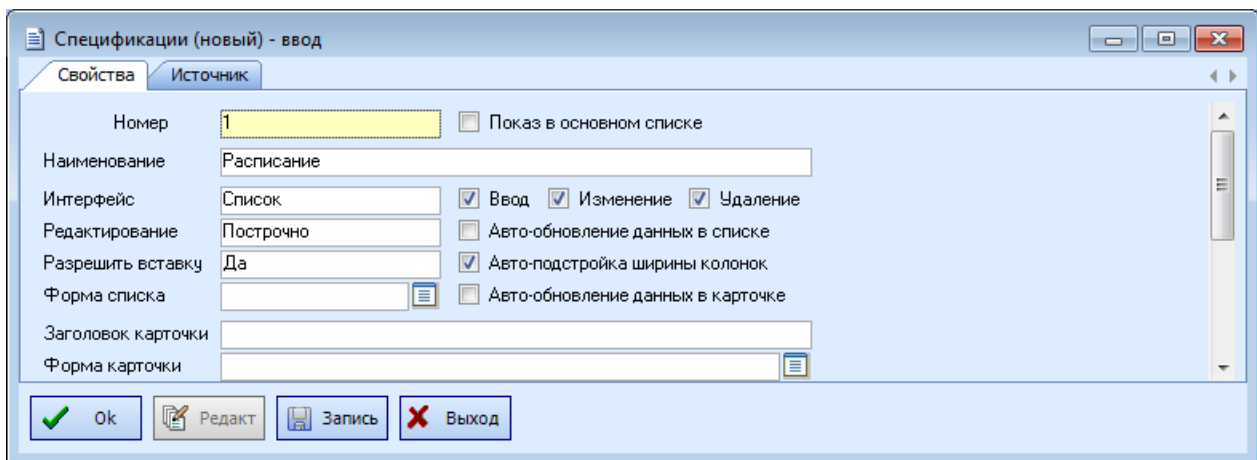 Спецификации (новый) - ввод
Свойства Источник
Номер 1 Показ в основном списке
Наименование Расписание
Интерфейс Список Ввод Изменение Удаление
Редактирование Построчно Авто-обновление данных в списке
Разрешить вставку Да Авто-подстройка ширины колонок
Форма списка Авто-обновление данных в карточке
Заголовок карточки
Форма карточки
Ok Редакт Запись Выход